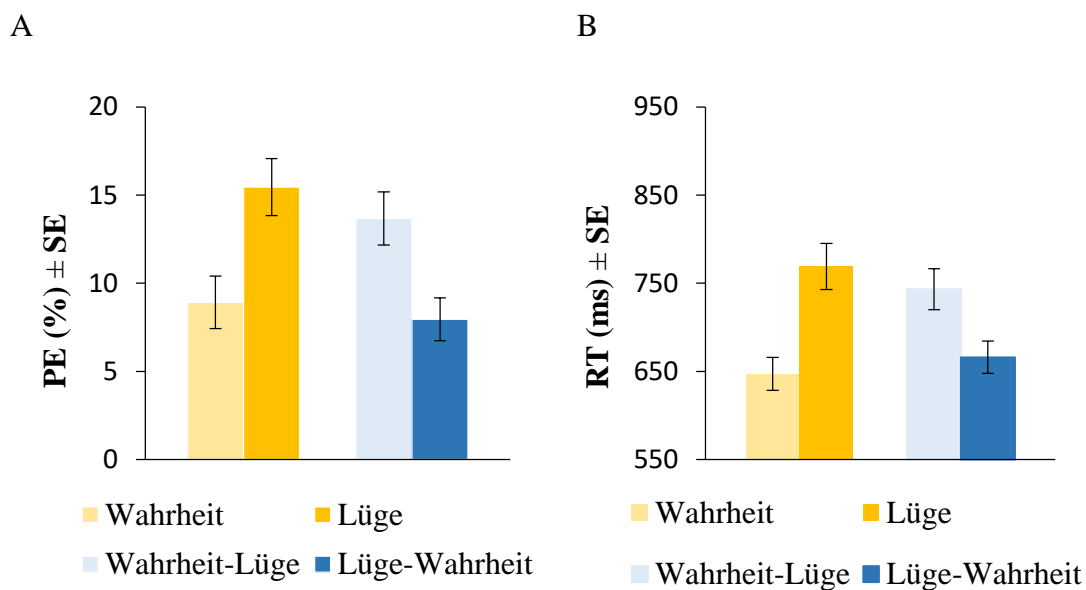 A
PE (%) ± SE
20
15
10
5
0
Wahrheit
Lüge
Wahrheit-Lüge
Lüge-Wahrheit
B
RT (ms) ± SE
950
850
750
650
550
Wahrheit
Lüge
Wahrheit-Lüge
Lüge-Wahrheit